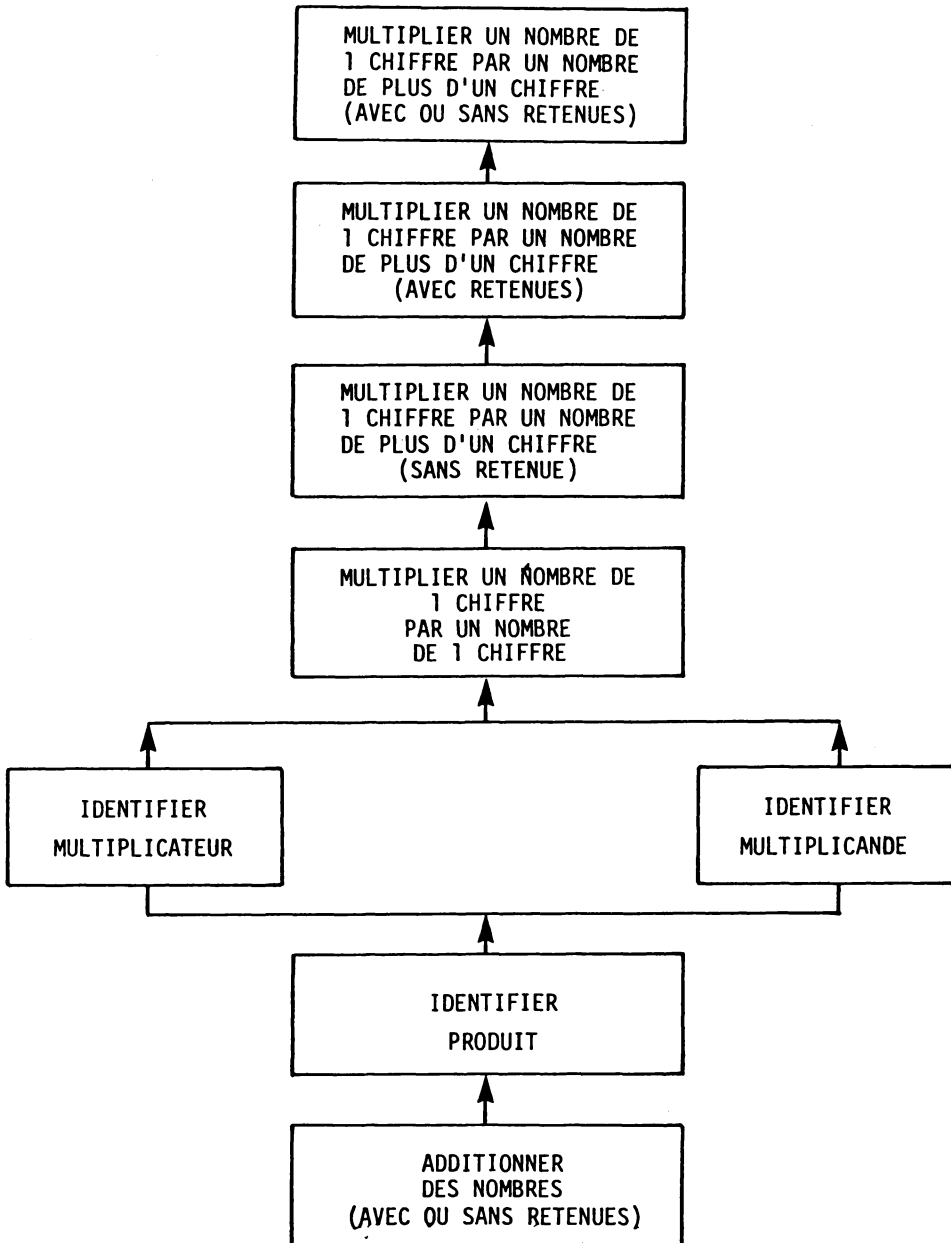 MULTIPLIER UN NOMBRE DE
1 CHIFFRE PAR UN NOMBRE
DE PLUS D'UN CHIFFRE
(AVEC OU SANS RETENUES)
MULTIPLIER UN NOMBRE DE
1 CHIFFRE PAR UN NOMBRE
DE PLUS D'UN CHIFFRE
(AVEC RETENUES)
MULTIPLIER UN NOMBRE DE
1 CHIFFRE PAR UN NOMBRE
DE PLUS D'UN CHIFFRE
(SANS RETENUE)
MULTIPLIER UN NOMBRE DE
1 CHIFFRE
PAR UN NOMBRE
DE 1 CHIFFRE
IDENTIFIER
MULTIPLICATEUR
IDENTIFIER
MULTIPLICANDE
IDENTIFIER
PRODUIT
ADDITIONNER
DES NOMBRES
(AVEC OU SANS RETENUES)